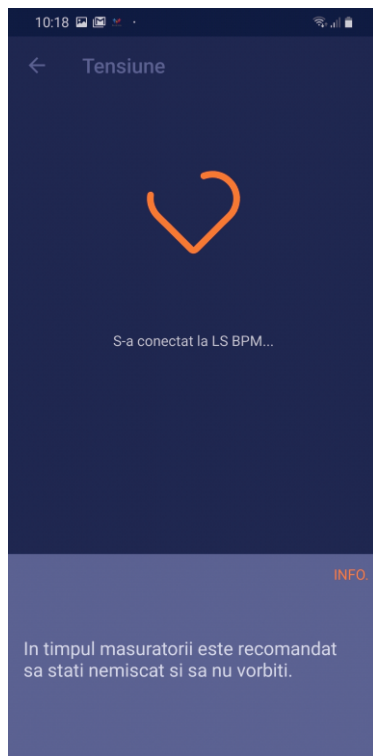 10:18
Tensiune
S-a conectat la LS BPM...
INFO.
In timpul masuratorii este recomandat
sa stati nemiscat si sa nu vorbiti.